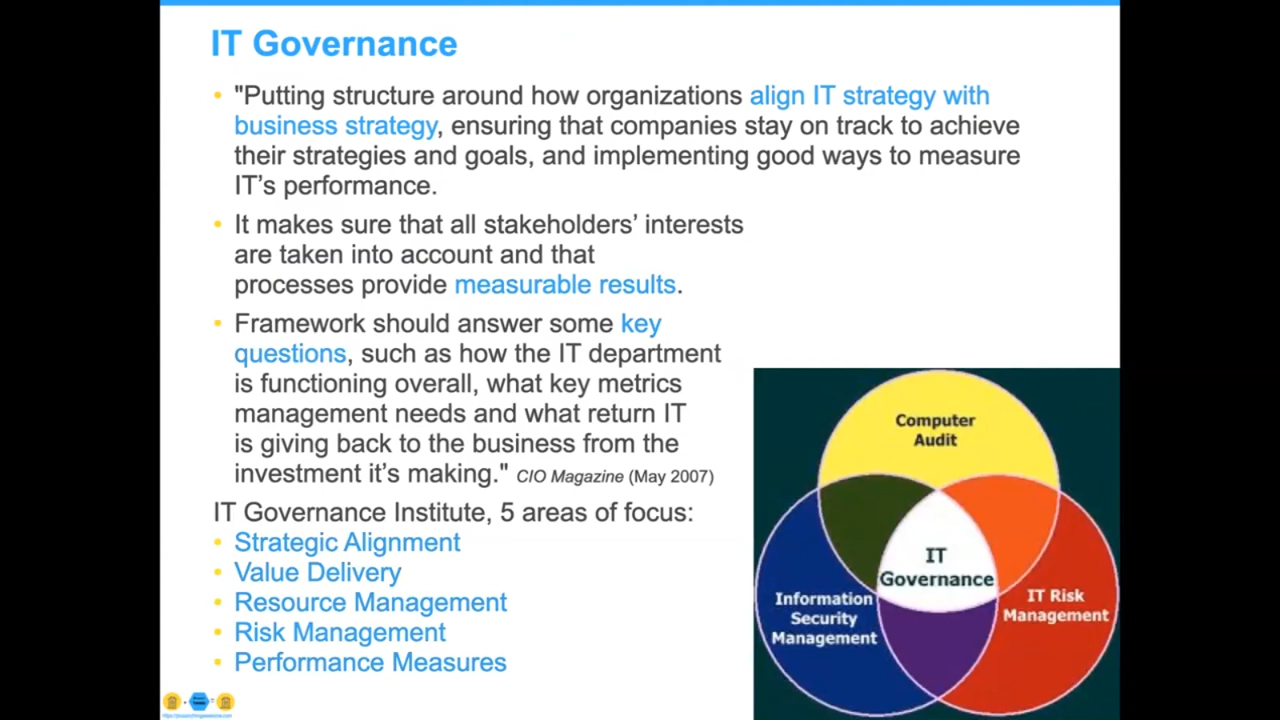 IT Governance
• "Putting structure around how organizations align IT strategy with
business strategy, ensuring that companies stay on track to achieve
their strategies and goals, and implementing good ways to measure
IT’s performance.
• It makes sure that all stakeholders’ interests
are taken into account and that
processes provide measurable results.
• Framework should answer some key
questions, such as how the IT department
is functioning overall, what key metrics
management needs and what return IT
is giving back to the business from the
investment it’s making." CIO Magazine (May 2007)
IT Governance Institute, 5 areas of focus:
• Strategic Alignment
• Value Delivery
• Resource Management
• Risk Management
• Performance Measures
Computer
Audit
IT
Governance
Information
Security
Management
IT Risk
Management